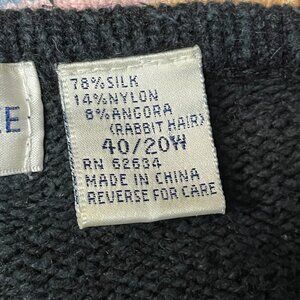 78% SILK
14% NYLON
8% ANGORA
(RABBIT HAIR)
40/20W
RN 62634
MADE IN CHINA
REVERSE FOR CARE
E